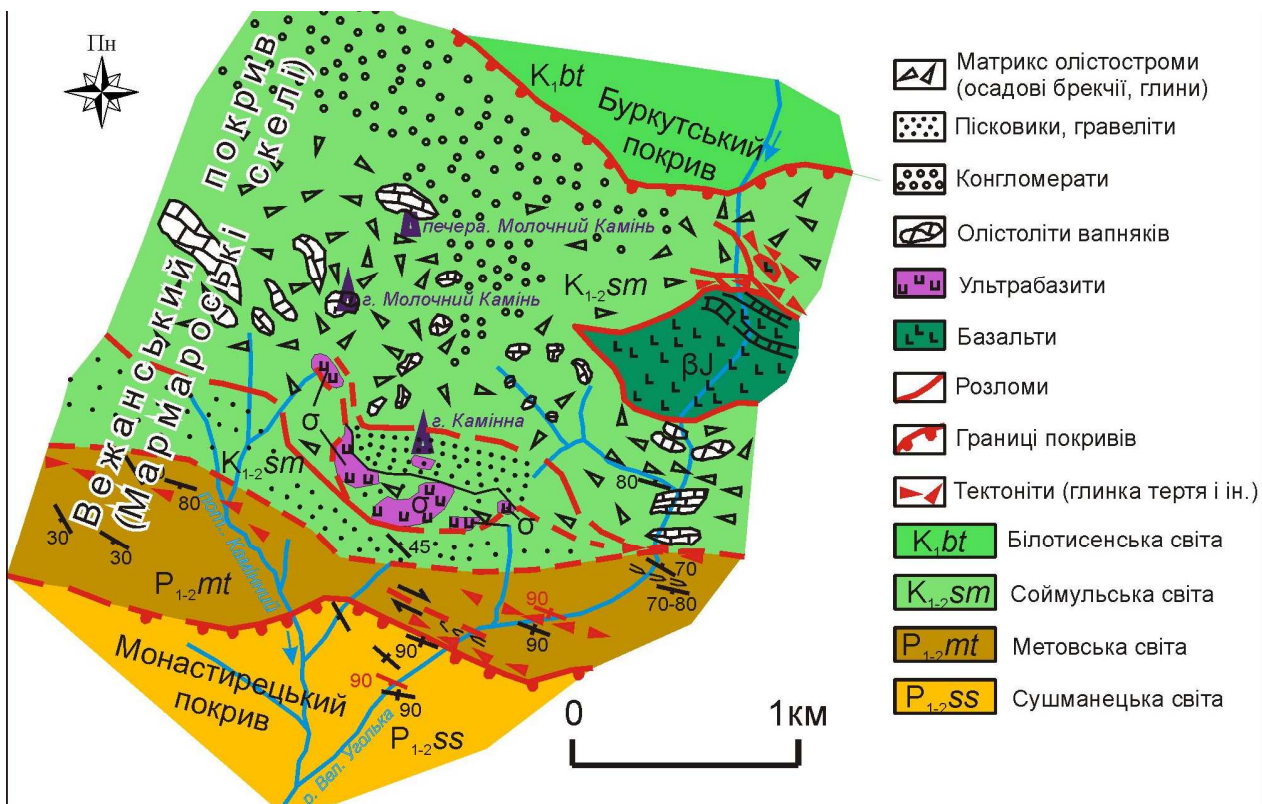 Пн
Вежанський покрив
(Мармароські скелі)
K₁bt
Буркутський
покрив
печера. Молочний Камінь
г. Молочний Камінь
K₁₋₂sm
βJ
г. Камінна
σ
σ
σ
K₁₋₂sm
80
80
30
30
45
70
70-80
P₁₋₂mt
90
90
90
90
Монастирецький
покрив
P₁₋₂ss
р. Вел. Уголька
0
1км
Матрикс олістостроми
(осадові брекчії, глини)
Пісковики, гравеліти
Конгломерати
Олістоліти вапняків
Ультрабазити
Базальти
Розломи
Границі покривів
Тектоніти (глинка тертя і ін.)
K₁bt
Білотисенська світа
K₁₋₂sm
Соймульська світа
P₁₋₂mt
Метовська світа
P₁₋₂ss
Сушманецька світа